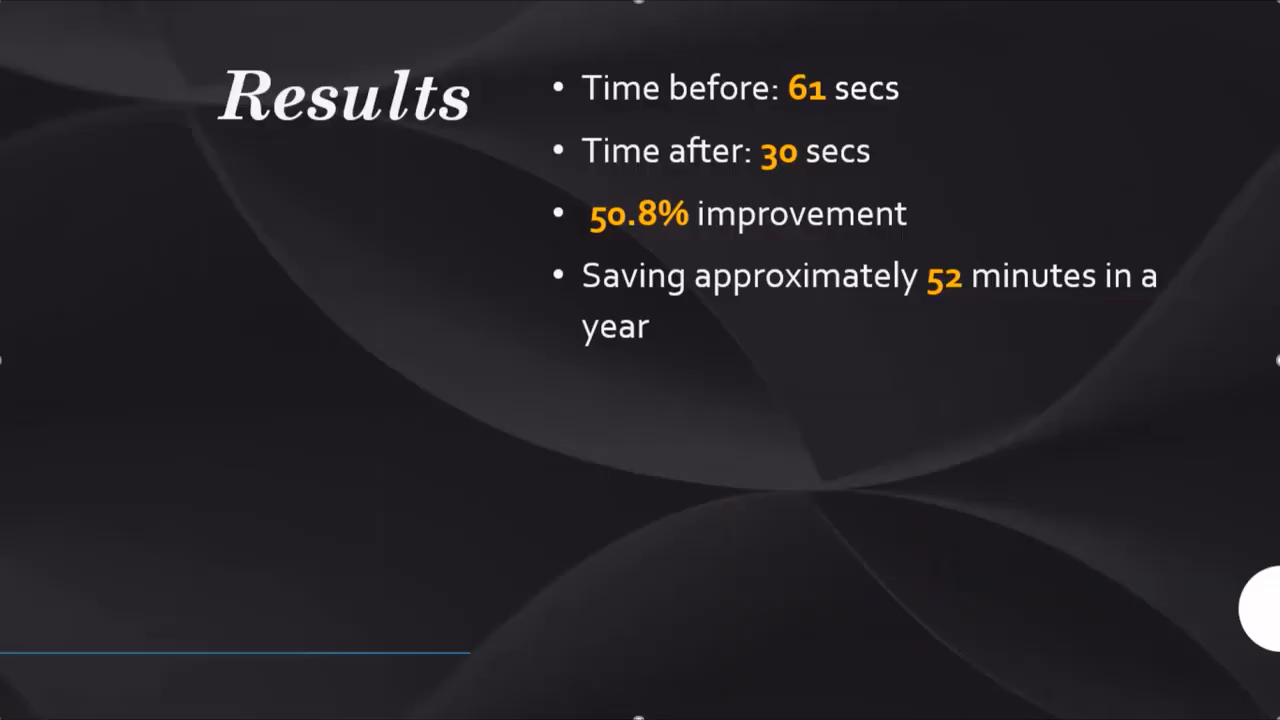 Results
• Time before: 61 secs
• Time after: 30 secs
• 50.8% improvement
• Saving approximately 52 minutes in a
year